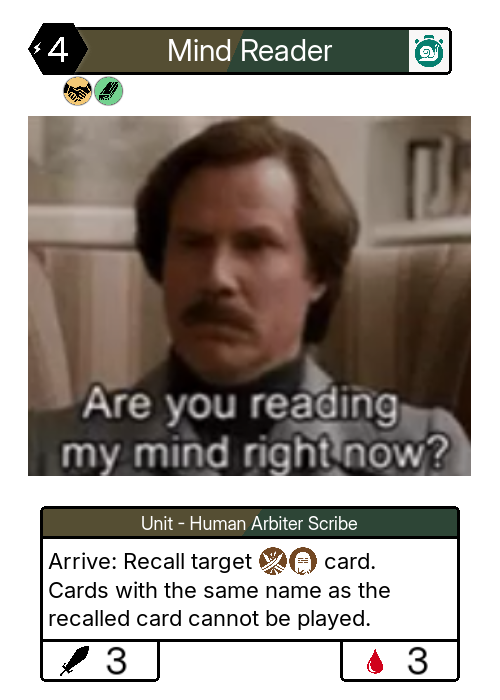 4
Mind Reader
Are you reading
my mind right now?
Unit - Human Arbiter Scribe
Arrive: Recall target card.
Cards with the same name as the
recalled card cannot be played.
3
3